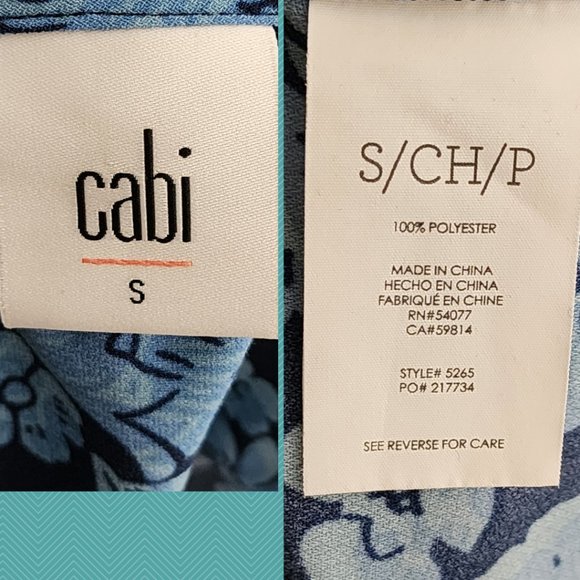 cabi
S
S/CH/P
100% POLYESTER
MADE IN CHINA
HECHO EN CHINA
FABRIQUÉ EN CHINE
RN#54077
CA#59814
STYLE# 5265
PO# 217734
SEE REVERSE FOR CARE